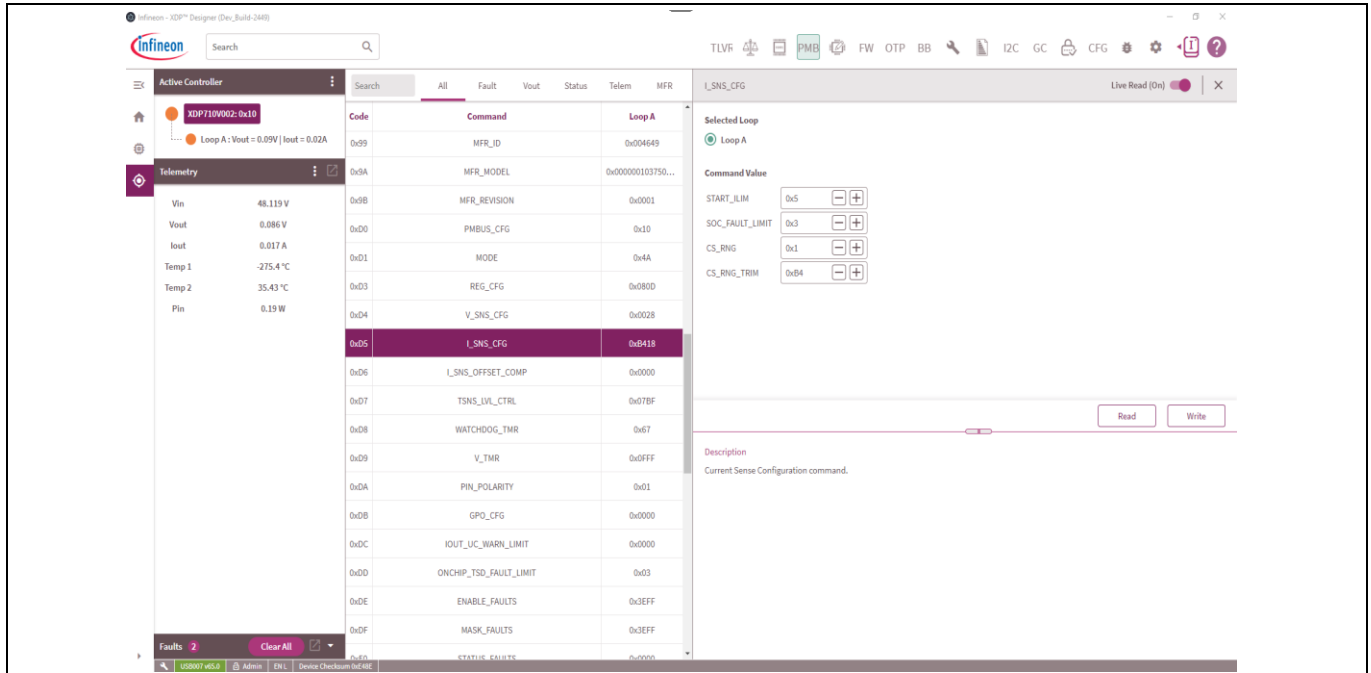 Infineon - XDP™ Designer (Dev_Build-2449)
infineon
Search
TLVR
PMB
FW OTP BB
I2C GC
CFG
Active Controller
XDP710V002: 0x10
Loop A : Vout = 0.09V | Iout = 0.02A
Telemetry
Vin 48.119 V
Vout 0.086 V
Iout 0.017 A
Temp 1 -275.4 °C
Temp 2 35.43 °C
Pin 0.19 W
Faults 2 Clear All
USB007 v65.0 Admin EN L Device Checksum 0xE48E
Search All Fault Vout Status Telem MFR
Code Command Loop A
0x99 MFR_ID 0x004649
0x9A MFR_MODEL 0x000000103750...
0x9B MFR_REVISION 0x0001
0xD0 PMBUS_CFG 0x10
0xD1 MODE 0x4A
0xD3 REG_CFG 0x080D
0xD4 V_SNS_CFG 0x0028
0xD5 I_SNS_CFG 0xB418
0xD6 I_SNS_OFFSET_COMP 0x0000
0xD7 TSNS_LVL_CTRL 0x07BF
0xD8 WATCHDOG_TMR 0x67
0xD9 V_TMR 0x0FFF
0xDA PIN_POLARITY 0x01
0xDB GPO_CFG 0x0000
0xDC IOUT_UC_WARN_LIMIT 0x0000
0xDD ONCHIP_TSD_FAULT_LIMIT 0x03
0xDE ENABLE_FAULTS 0x3EFF
0xDF MASK_FAULTS 0x3EFF
0xE0 STATUS_FAULTS 0x0000
I_SNS_CFG Live Read (On)
Selected Loop
Loop A
Command Value
START_ILIM 0x5
SOC_FAULT_LIMIT 0x3
CS_RNG 0x1
CS_RNG_TRIM 0xB4
Read Write
Description
Current Sense Configuration command.